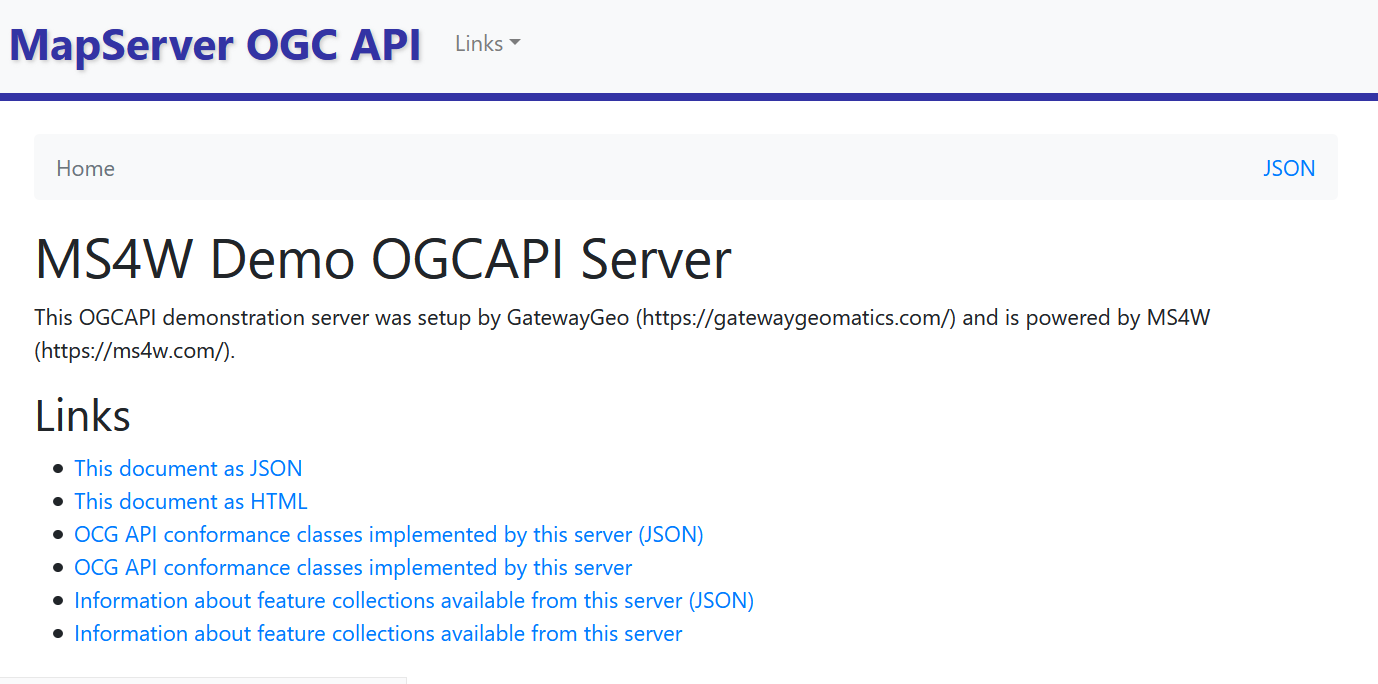 MapServer OGC API
Links
Home
JSON
MS4W Demo OGCAPI Server
This OGCAPI demonstration server was setup by GatewayGeo (https://gatewaygeomatics.com/) and is powered by MS4W
(https://ms4w.com/).
Links
This document as JSON
This document as HTML
OCG API conformance classes implemented by this server (JSON)
OCG API conformance classes implemented by this server
Information about feature collections available from this server (JSON)
Information about feature collections available from this server